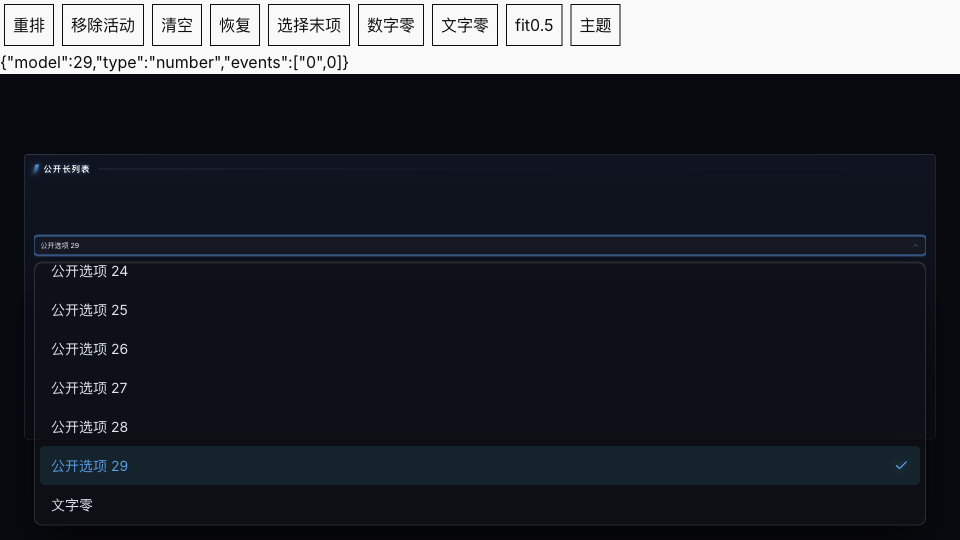 重排 移除活动 清空 恢复 选择末项 数字零 文字零 fit0.5 主题
{"model":29,"type":"number","events":["0",0]}
公开长列表
公开选项 29
公开选项 24
公开选项 25
公开选项 26
公开选项 27
公开选项 28
公开选项 29
文字零